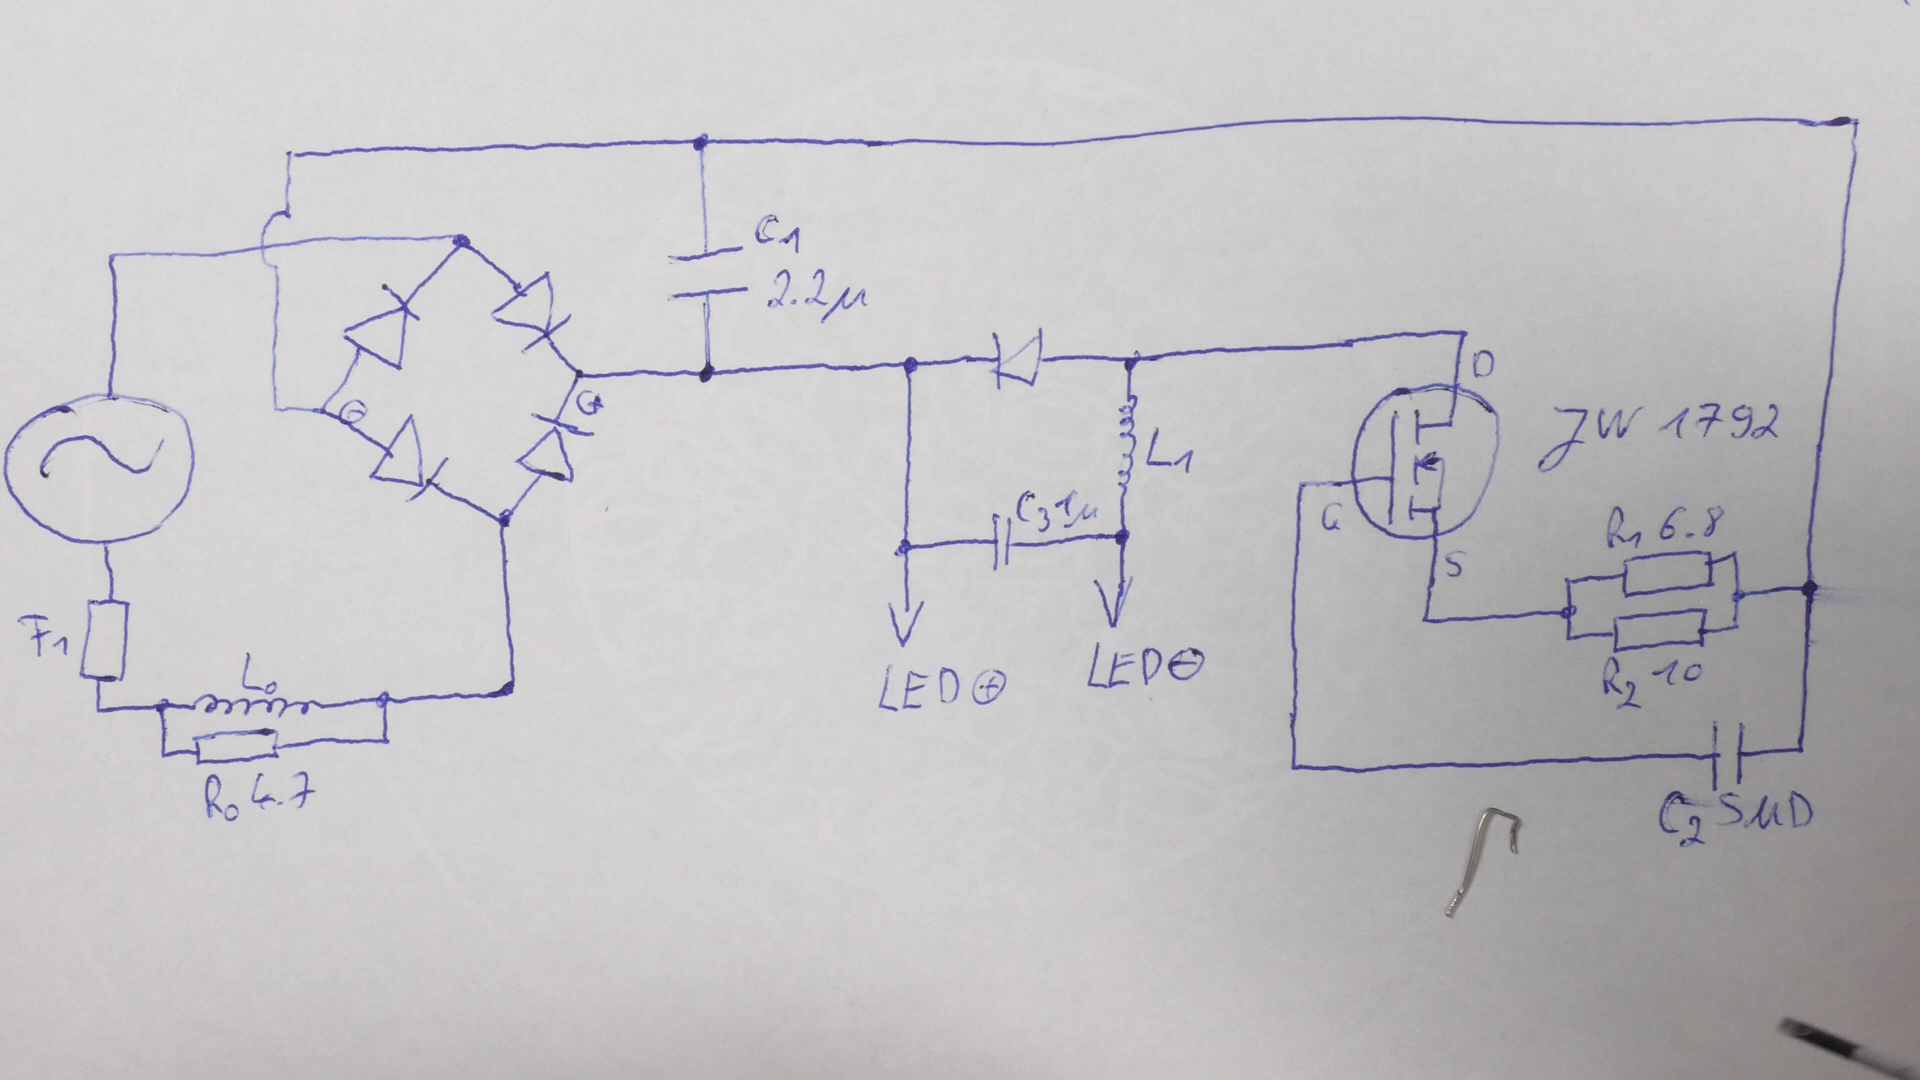 C1
2.2µ
⊖
⊕
D
JW 1792
G
S
L1
C3 1µ
R1 6.8
R2 10
F1
LED⊕
LED⊖
L0
R0 4.7
C2 SMD